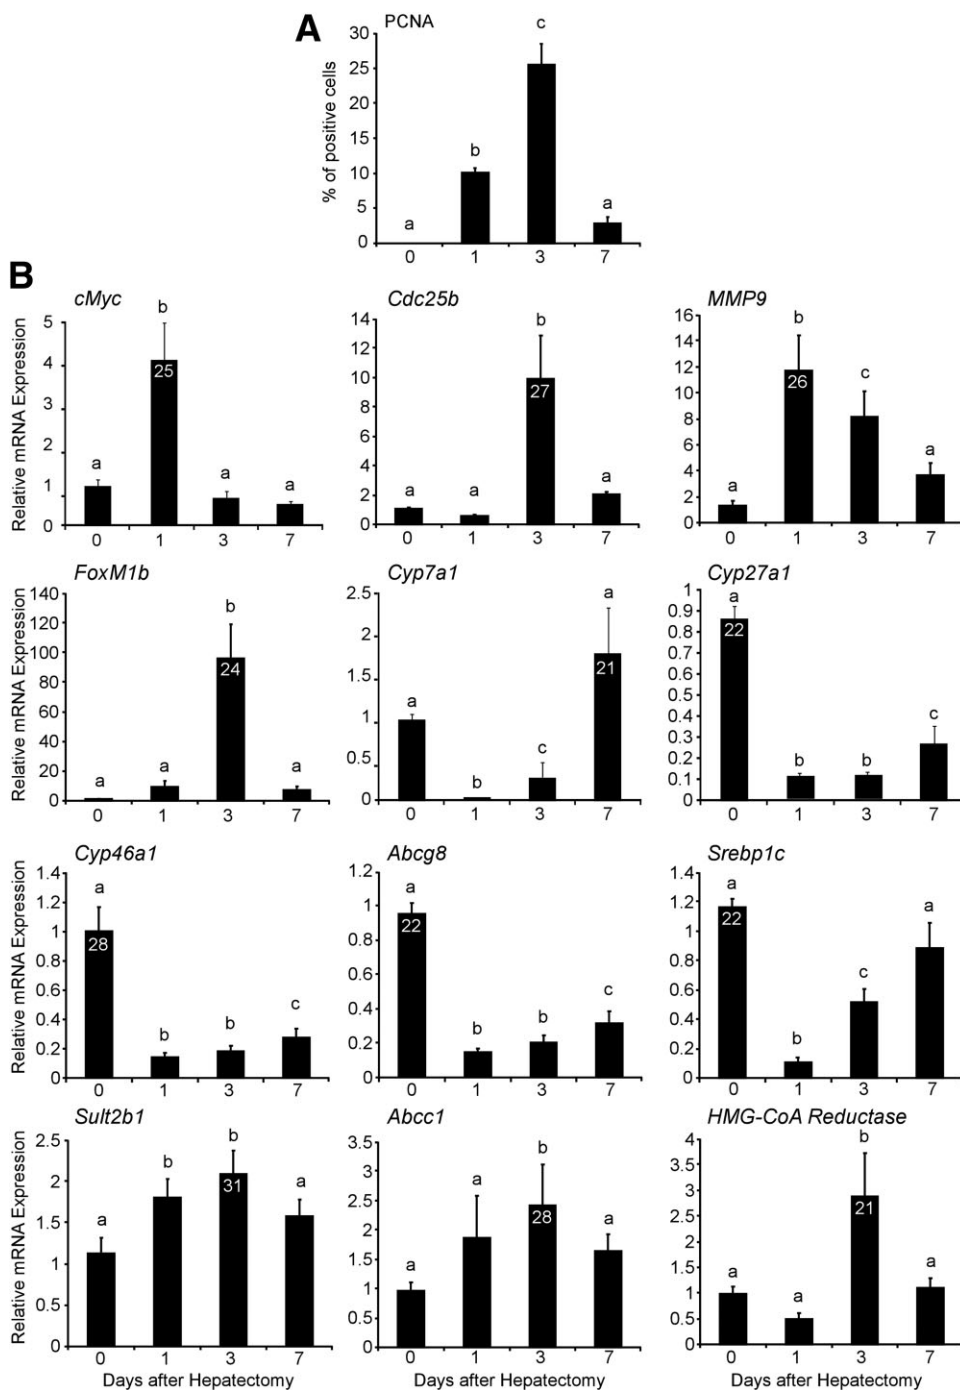 A
PCNA
% of positive cells
30
25
20
15
10
5
0
a
b
c
a
0 1 3 7
B
cMyc
Relative mRNA Expression
5
4
3
2
1
0
a
b
25
a
a
0 1 3 7
Cdc25b
14
12
10
8
6
4
2
0
a
a
b
27
a
0 1 3 7
MMP9
16
14
12
10
8
6
4
2
0
a
b
26
c
a
0 1 3 7
FoxM1b
Relative mRNA Expression
140
120
100
80
60
40
20
0
a
a
b
24
a
0 1 3 7
Cyp7a1
2.5
2
1.5
1
0.5
0
a
b
c
a
21
0 1 3 7
Cyp27a1
1
0.9
0.8
0.7
0.6
0.5
0.4
0.3
0.2
0.1
0
a
22
b
b
c
0 1 3 7
Cyp46a1
Relative mRNA Expression
1.4
1.2
1
0.8
0.6
0.4
0.2
0
a
28
b
b
c
0 1 3 7
Abcg8
1.2
1
0.8
0.6
0.4
0.2
0
a
22
b
b
c
0 1 3 7
Srebp1c
1.4
1.2
1
0.8
0.6
0.4
0.2
0
a
22
b
c
a
0 1 3 7
Sult2b1
Relative mRNA Expression
2.5
2
1.5
1
0.5
0
a
b
b
31
a
0 1 3 7
Days after Hepatectomy
Abcc1
3.5
3
2.5
2
1.5
1
0.5
0
a
a
b
28
a
0 1 3 7
Days after Hepatectomy
HMG-CoA Reductase
4
3.5
3
2.5
2
1.5
1
0.5
0
a
a
b
21
a
0 1 3 7
Days after Hepatectomy